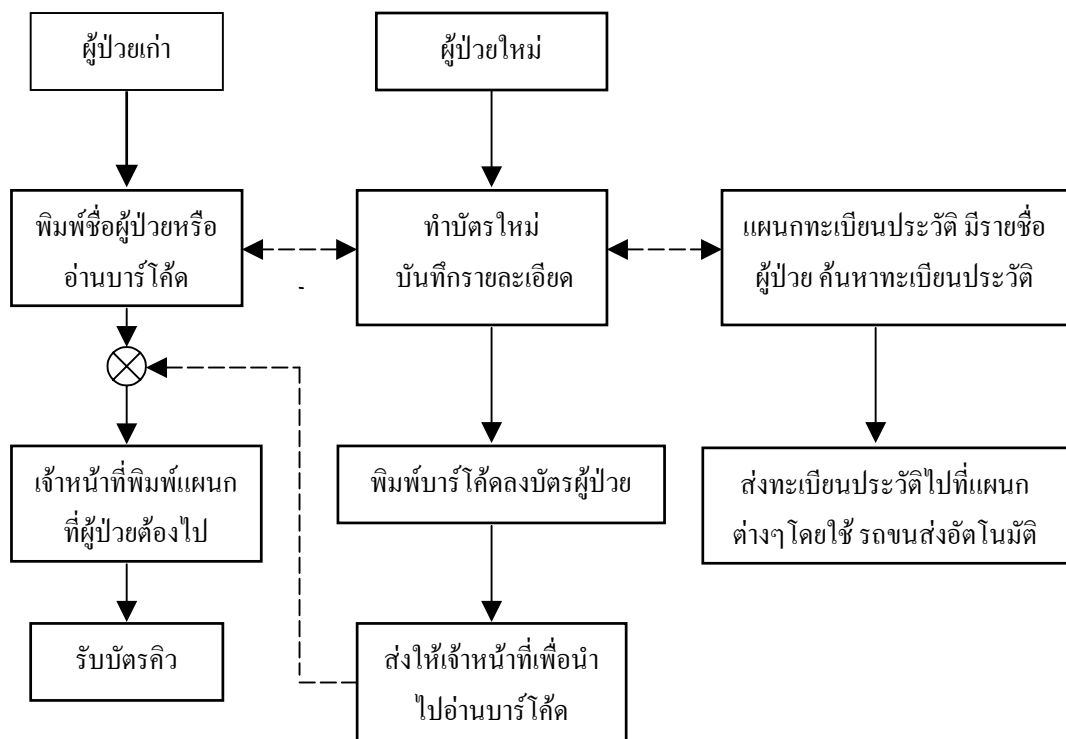 ผู้ป่วยเก่า
ผู้ป่วยใหม่
พิมพ์ชื่อผู้ป่วยหรือ
อ่านบาร์โค้ด
ทำบัตรใหม่
บันทึกรายละเอียด
แผนกทะเบียนประวัติ มีรายชื่อ
ผู้ป่วย ค้นหาทะเบียนประวัติ
เจ้าหน้าที่พิมพ์แผนก
ที่ผู้ป่วยต้องไป
พิมพ์บาร์โค้ดลงบัตรผู้ป่วย
ส่งทะเบียนประวัติไปที่แผนก
ต่างๆโดยใช้ รถขนส่งอัตโนมัติ
รับบัตรคิว
ส่งให้เจ้าหน้าที่เพื่อนำ
ไปอ่านบาร์โค้ด